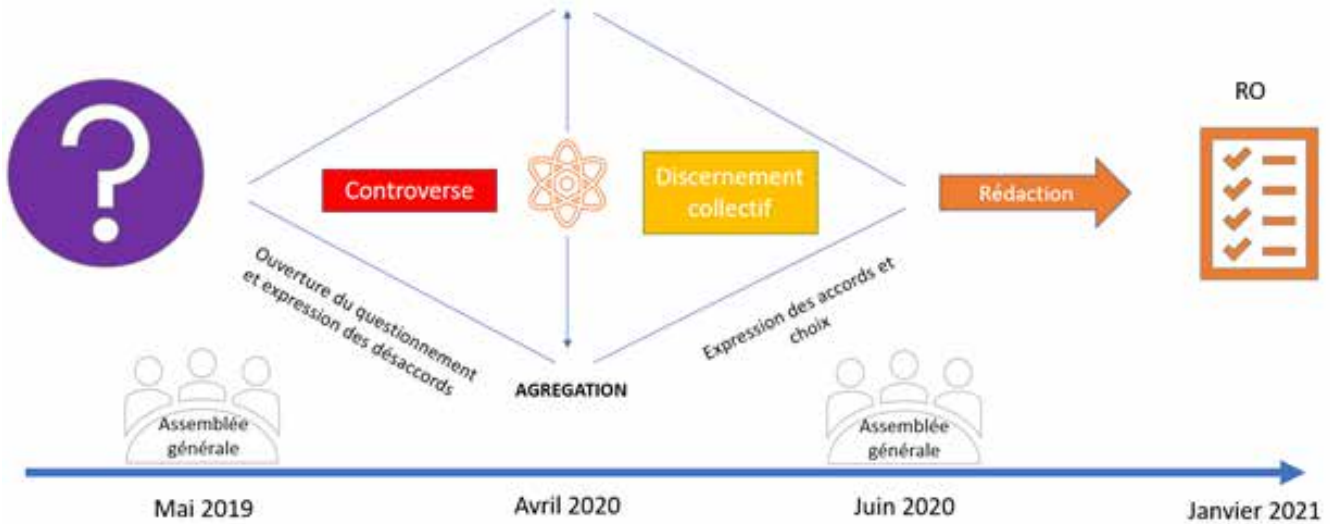 RO
Controverse
Discernement
collectif
Rédaction
Ouverture du questionnement
et expression des désaccords
Expression des accords et
choix
AGREGATION
Assemblée
générale
Assemblée
générale
Mai 2019
Avril 2020
Juin 2020
Janvier 2021